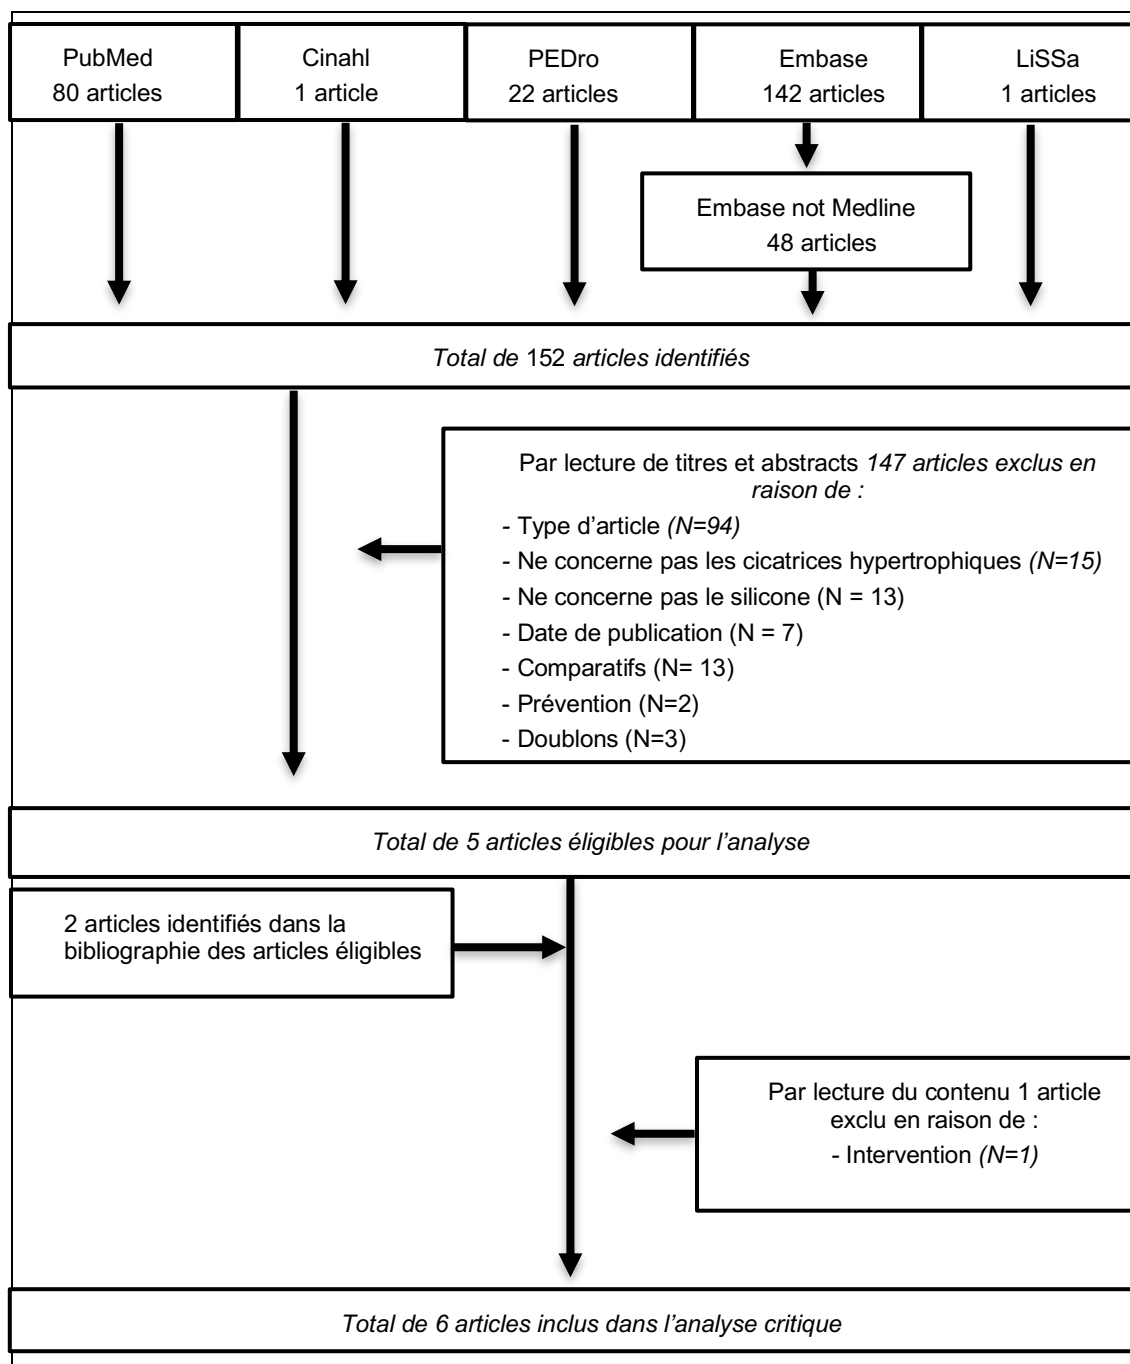 PubMed
80 articles
Cinahl
1 article
PEDro
22 articles
Embase
142 articles
LiSSa
1 articles
Embase not Medline
48 articles
Total de 152 articles identifiés
Par lecture de titres et abstracts 147 articles exclus en
raison de :
- Type d’article (N=94)
- Ne concerne pas les cicatrices hypertrophiques (N=15)
- Ne concerne pas le silicone (N = 13)
- Date de publication (N = 7)
- Comparatifs (N= 13)
- Prévention (N=2)
- Doublons (N=3)
Total de 5 articles éligibles pour l’analyse
2 articles identifiés dans la
bibliographie des articles éligibles
Par lecture du contenu 1 article
exclu en raison de :
- Intervention (N=1)
Total de 6 articles inclus dans l’analyse critique